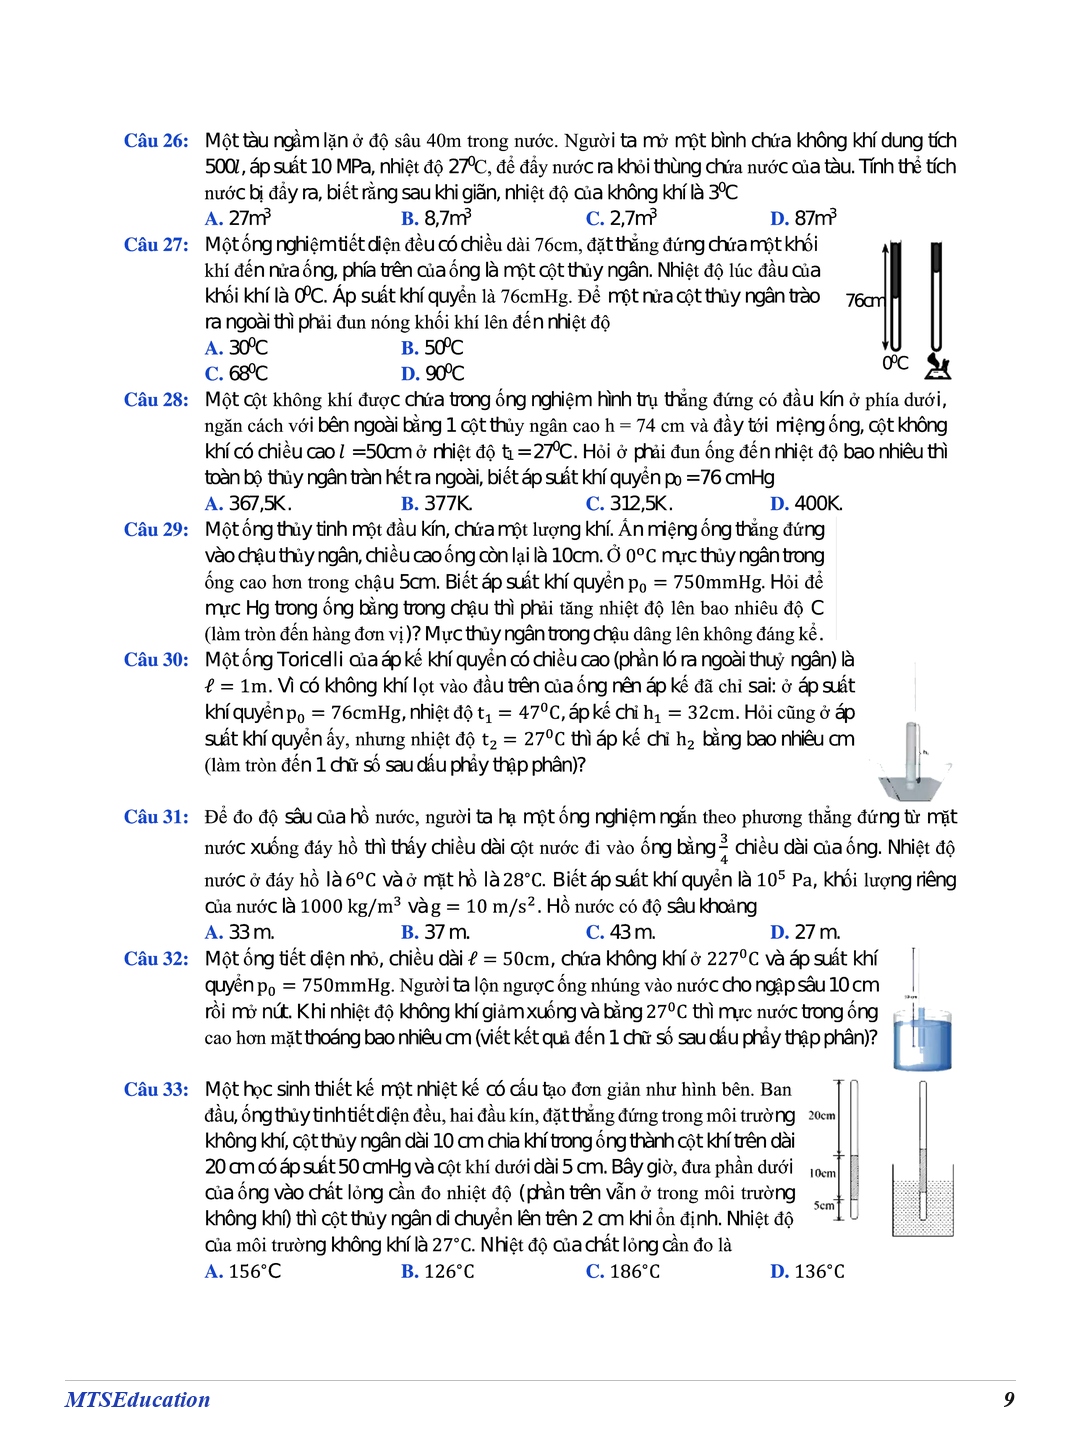 Câu 26: Một tàu ngầm lặn ở độ sâu 40m trong nước. Người ta mở một bình chứa không khí dung tích
500ℓ, áp suất 10 MPa, nhiệt độ 27⁰C, để đẩy nước ra khỏi thùng chứa nước của tàu. Tính thể tích
nước bị đẩy ra, biết rằng sau khi giãn, nhiệt độ của không khí là 3⁰C
A. 27m³ B. 8,7m³ C. 2,7m³ D. 87m³
Câu 27: Một ống nghiệm tiết diện đều có chiều dài 76cm, đặt thẳng đứng chứa một khối
khí đến nửa ống, phía trên của ống là một cột thủy ngân. Nhiệt độ lúc đầu của
khối khí là 0⁰C. Áp suất khí quyển là 76cmHg. Để một nửa cột thủy ngân trào
ra ngoài thì phải đun nóng khối khí lên đến nhiệt độ
A. 30⁰C B. 50⁰C
C. 68⁰C D. 90⁰C
76cm
0⁰C
Câu 28: Một cột không khí được chứa trong ống nghiệm hình trụ thẳng đứng có đầu kín ở phía dưới,
ngăn cách với bên ngoài bằng 1 cột thủy ngân cao h = 74 cm và đầy tới miệng ống, cột không
khí có chiều cao l = 50cm ở nhiệt độ t₁ = 27⁰C. Hỏi ở phải đun ống đến nhiệt độ bao nhiêu thì
toàn bộ thủy ngân tràn hết ra ngoài, biết áp suất khí quyển p₀ = 76 cmHg
A. 367,5K. B. 377K. C. 312,5K. D. 400K.
Câu 29: Một ống thủy tinh một đầu kín, chứa một lượng khí. Ấn miệng ống thẳng đứng
vào chậu thủy ngân, chiều cao ống còn lại là 10cm. Ở 0⁰C mực thủy ngân trong
ống cao hơn trong chậu 5cm. Biết áp suất khí quyển p₀ = 750mmHg. Hỏi để
mực Hg trong ống bằng trong chậu thì phải tăng nhiệt độ lên bao nhiêu độ C
(làm tròn đến hàng đơn vị)? Mực thủy ngân trong chậu dâng lên không đáng kể.
Câu 30: Một ống Toricelli của áp kế khí quyển có chiều cao (phần ló ra ngoài thuỷ ngân) là
ℓ = 1m. Vì có không khí lọt vào đầu trên của ống nên áp kế đã chỉ sai: ở áp suất
khí quyển p₀ = 76cmHg, nhiệt độ t₁ = 47⁰C, áp kế chỉ h₁ = 32cm. Hỏi cũng ở áp
suất khí quyển ấy, nhưng nhiệt độ t₂ = 27⁰C thì áp kế chỉ h₂ bằng bao nhiêu cm
(làm tròn đến 1 chữ số sau dấu phẩy thập phân)?
Câu 31: Để đo độ sâu của hồ nước, người ta hạ một ống nghiệm ngắn theo phương thẳng đứng từ mặt
nước xuống đáy hồ thì thấy chiều dài cột nước đi vào ống bằng 3/4 chiều dài của ống. Nhiệt độ
nước ở đáy hồ là 6⁰C và ở mặt hồ là 28°C. Biết áp suất khí quyển là 10⁵ Pa, khối lượng riêng
của nước là 1000 kg/m³ và g = 10 m/s². Hồ nước có độ sâu khoảng
A. 33 m. B. 37 m. C. 43 m. D. 27 m.
Câu 32: Một ống tiết diện nhỏ, chiều dài ℓ = 50cm, chứa không khí ở 227⁰C và áp suất khí
quyển p₀ = 750mmHg. Người ta lộn ngược ống nhúng vào nước cho ngập sâu 10 cm
rồi mở nút. Khi nhiệt độ không khí giảm xuống và bằng 27⁰C thì mực nước trong ống
cao hơn mặt thoáng bao nhiêu cm (viết kết quả đến 1 chữ số sau dấu phẩy thập phân)?
Câu 33: Một học sinh thiết kế một nhiệt kế có cấu tạo đơn giản như hình bên. Ban
đầu, ống thủy tinh tiết diện đều, hai đầu kín, đặt thẳng đứng trong môi trường
không khí, cột thủy ngân dài 10 cm chia khí trong ống thành cột khí trên dài
20 cm có áp suất 50 cmHg và cột khí dưới dài 5 cm. Bây giờ, đưa phần dưới
của ống vào chất lỏng cần đo nhiệt độ (phần trên vẫn ở trong môi trường
không khí) thì cột thủy ngân di chuyển lên trên 2 cm khi ổn định. Nhiệt độ
của môi trường không khí là 27°C. Nhiệt độ của chất lỏng cần đo là
A. 156°C B. 126°C C. 186°C D. 136°C
20cm
10cm
5cm
MTSEducation 9